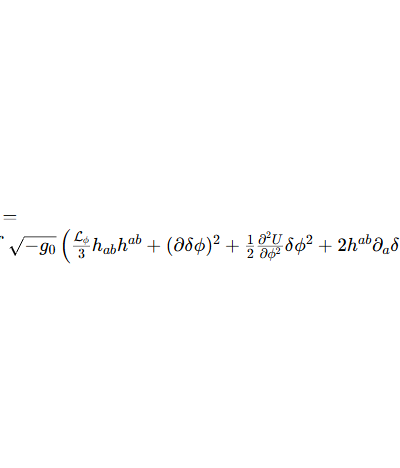 =
√−g₀ (ℒ_ϕ/3 h_{ab}h^{ab} + (∂δϕ)² + 1/2 ∂²U/∂ϕ² δϕ² + 2h^{ab}∂_aδ